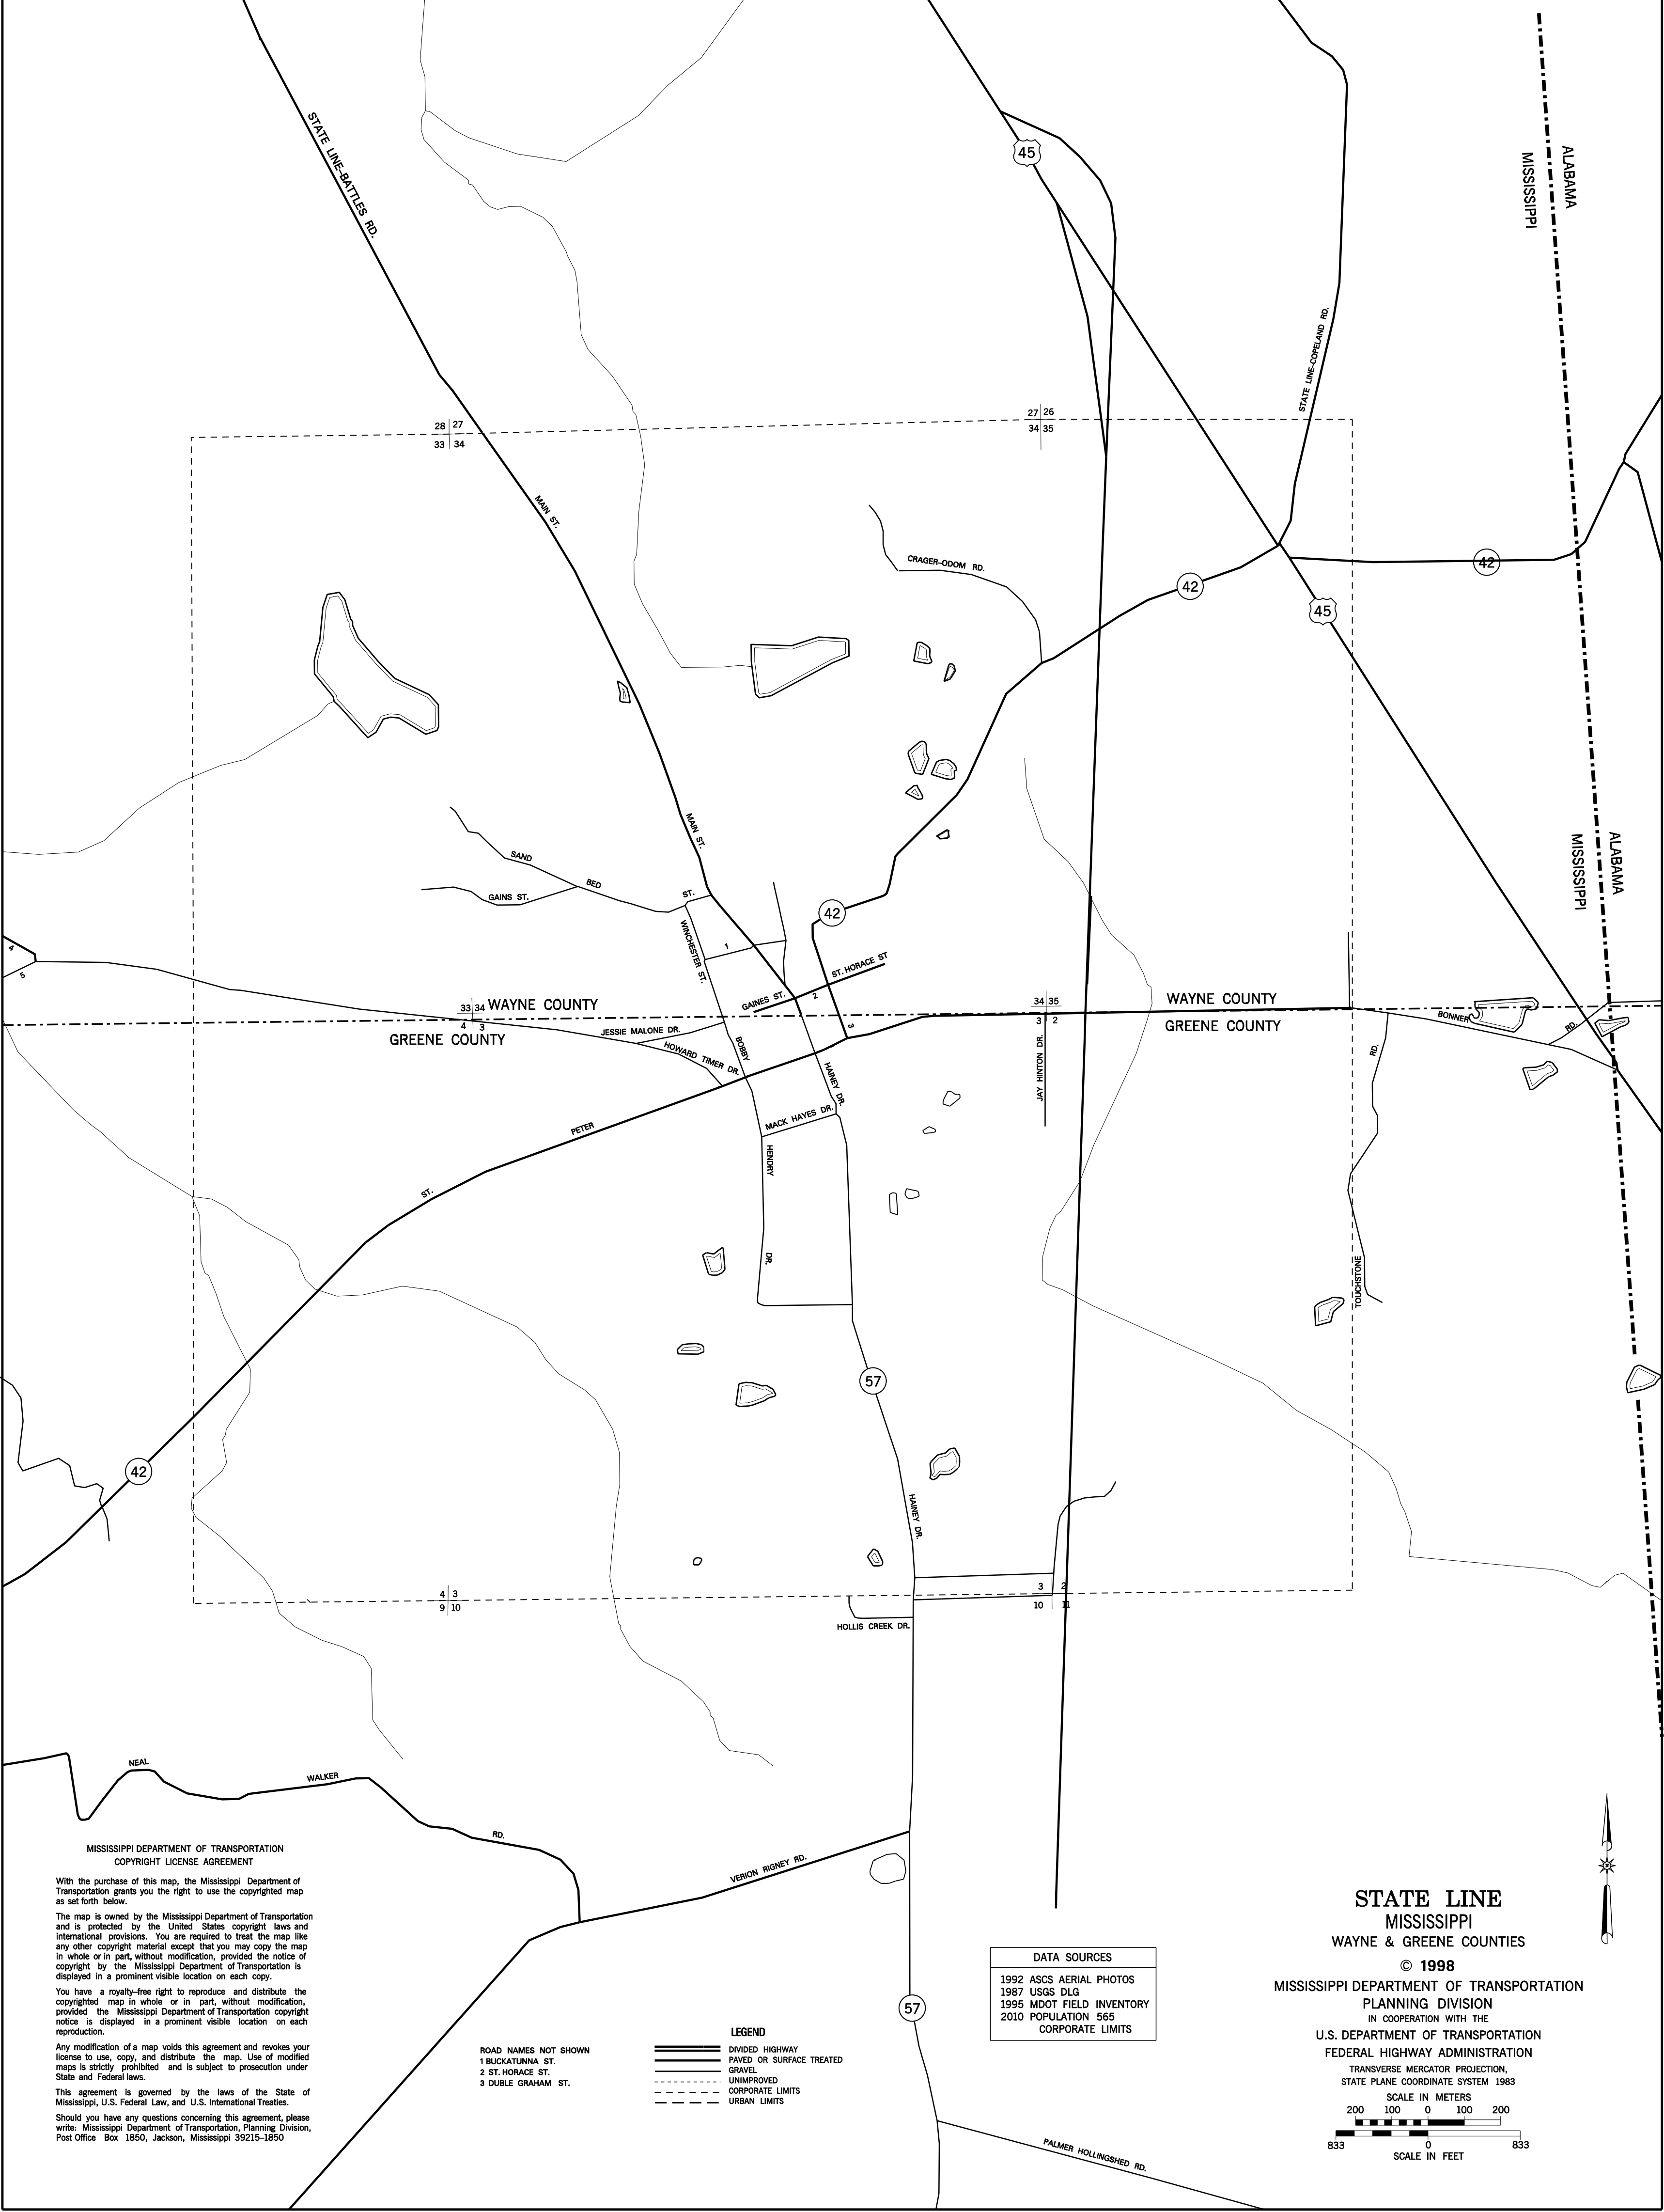 STATE LINE-BATTLES RD.
45
ALABAMA
MISSISSIPPI
STATE LINE-COPELAND RD.
28 27
33 34
27 26
34 35
MAIN ST.
CRAGER-ODOM RD.
42
42
45
MAIN ST.
ALABAMA
MISSISSIPPI
SAND BED ST.
GAINS ST.
42
WINCHESTER ST.
1
4
5
ST. HORACE ST
GAINES ST.
2
3
33 34
4 3
WAYNE COUNTY
GREENE COUNTY
34 35
3 2
WAYNE COUNTY
GREENE COUNTY
BONNER RD.
JESSIE MALONE DR.
HOWARD TIMER DR.
BOBBY
HAINEY DR.
JAY HINTON DR.
RD.
MACK HAYES DR.
PETER
HENDRY
ST.
DR.
TOUCHSTONE
57
42
HAINEY DR.
4 3
9 10
3 2
10 11
HOLLIS CREEK DR.
NEAL WALKER RD.
VERION RIGNEY RD.
57
PALMER HOLLINGSHED RD.
MISSISSIPPI DEPARTMENT OF TRANSPORTATION
COPYRIGHT LICENSE AGREEMENT
With the purchase of this map, the Mississippi Department of
Transportation grants you the right to use the copyrighted map
as set forth below.
The map is owned by the Mississippi Department of Transportation
and is protected by the United States copyright laws and
international provisions. You are required to treat the map like
any other copyright material except that you may copy the map
in whole or in part, without modification, provided the notice of
copyright by the Mississippi Department of Transportation is
displayed in a prominent visible location on each copy.
You have a royalty-free right to reproduce and distribute the
copyrighted map in whole or in part, without modification,
provided the Mississippi Department of Transportation copyright
notice is displayed in a prominent visible location on each
reproduction.
Any modification of a map voids this agreement and revokes your
license to use, copy, and distribute the map. Use of modified
maps is strictly prohibited and is subject to prosecution under
State and Federal laws.
This agreement is governed by the laws of the State of
Mississippi, U.S. Federal Law, and U.S. International Treaties.
Should you have any questions concerning this agreement, please
write: Mississippi Department of Transportation, Planning Division,
Post Office Box 1850, Jackson, Mississippi 39215-1850
ROAD NAMES NOT SHOWN
1 BUCKATUNNA ST.
2 ST. HORACE ST.
3 DUBLE GRAHAM ST.
LEGEND
DIVIDED HIGHWAY
PAVED OR SURFACE TREATED
GRAVEL
UNIMPROVED
CORPORATE LIMITS
URBAN LIMITS
DATA SOURCES
1992 ASCS AERIAL PHOTOS
1987 USGS DLG
1995 MDOT FIELD INVENTORY
2010 POPULATION 565
CORPORATE LIMITS
STATE LINE
MISSISSIPPI
WAYNE & GREENE COUNTIES
© 1998
MISSISSIPPI DEPARTMENT OF TRANSPORTATION
PLANNING DIVISION
IN COOPERATION WITH THE
U.S. DEPARTMENT OF TRANSPORTATION
FEDERAL HIGHWAY ADMINISTRATION
TRANSVERSE MERCATOR PROJECTION,
STATE PLANE COORDINATE SYSTEM 1983
SCALE IN METERS
200 100 0 100 200
833 0 833
SCALE IN FEET